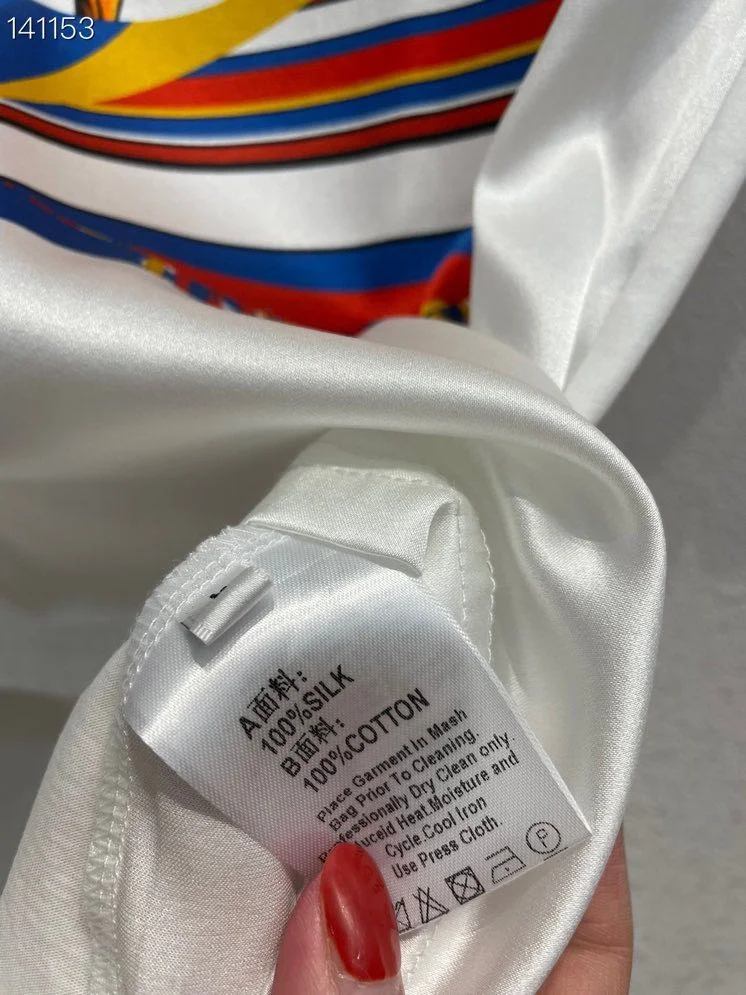 141153
A面料:
100%SILK
B面料:
100%COTTON
Place Garment In Mash
Bag Prior To Cleaning.
Professionally Dry Clean only.
Heat.Moisture and
Cycle.Cool Iron
Use Press Cloth.
P